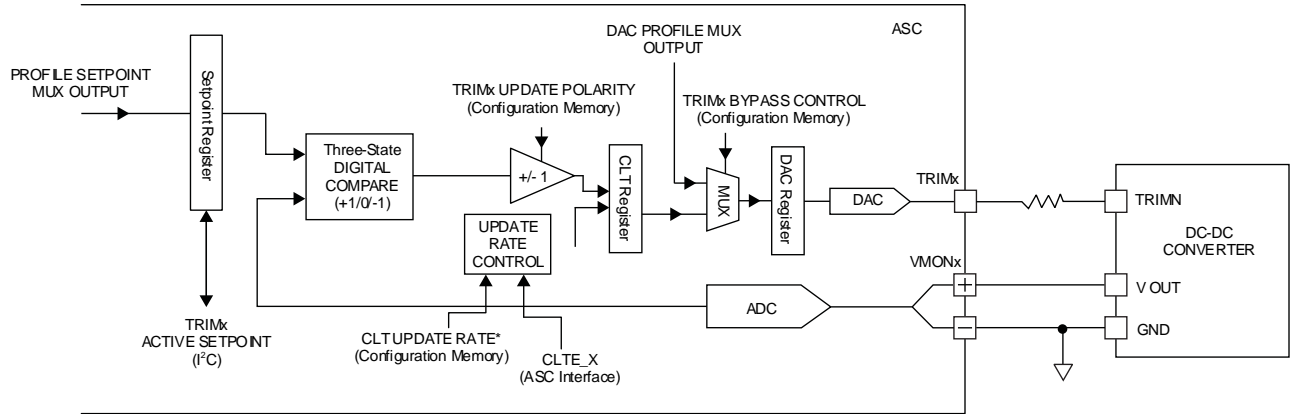 ASC
DAC PROFILE MUX
OUTPUT
PROFILE SETPOINT
MUX OUTPUT
Setpoint Register
TRIMx UPDATE POLARITY
(Configuration Memory)
TRIMx BYPASS CONTROL
(Configuration Memory)
Three-State
DIGITAL
COMPARE
(+1/0/-1)
+/- 1
CLT Register
MUX
DAC Register
DAC
TRIMx
TRIMN
DC-DC
CONVERTER
UPDATE
RATE
CONTROL
VMONx
+
V OUT
ADC
−
GND
TRIMx
ACTIVE SETPOINT
(I²C)
CLT UPDATE RATE*
(Configuration Memory)
CLTE_X
(ASC Interface)